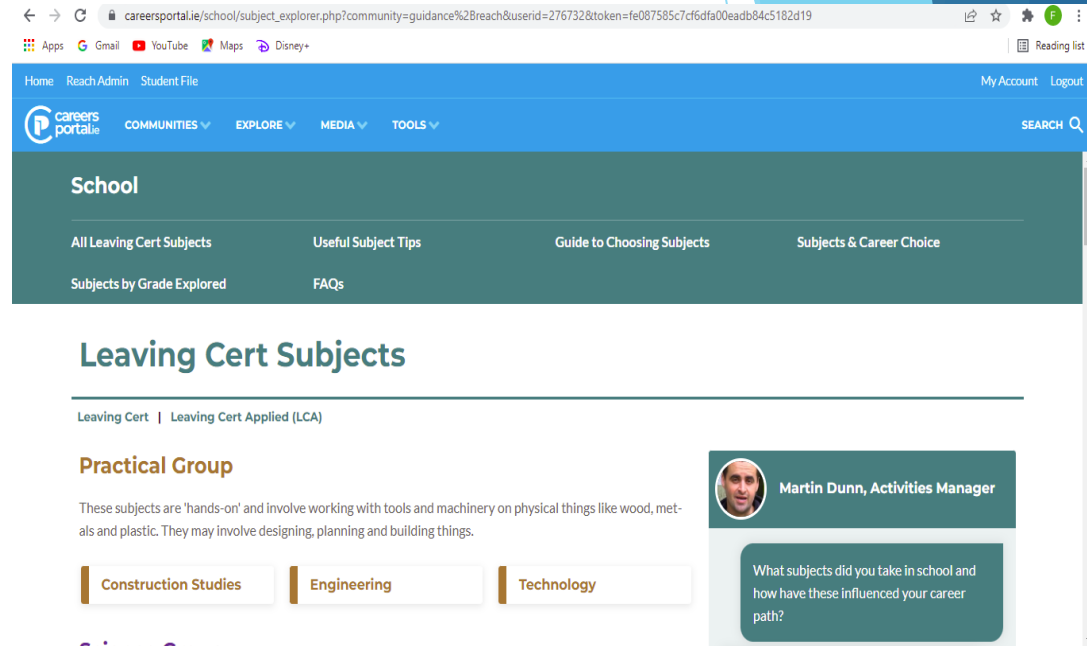 careersportal.ie/school/subject_explorer.php?community=guidance%2Breach&userid=276732&token=fe087585c7cf6dfa00eadb84c5182d19
F
Apps Gmail YouTube Maps Disney+ Reading list
Home Reach Admin Student File My Account Logout
careers
portal.ie
COMMUNITIES EXPLORE MEDIA TOOLS SEARCH
School
All Leaving Cert Subjects Useful Subject Tips Guide to Choosing Subjects Subjects & Career Choice
Subjects by Grade Explored FAQs
Leaving Cert Subjects
Leaving Cert | Leaving Cert Applied (LCA)
Practical Group
These subjects are 'hands-on' and involve working with tools and machinery on physical things like wood, met-
als and plastic. They may involve designing, planning and building things.
Construction Studies Engineering Technology
Martin Dunn, Activities Manager
What subjects did you take in school and
how have these influenced your career
path?